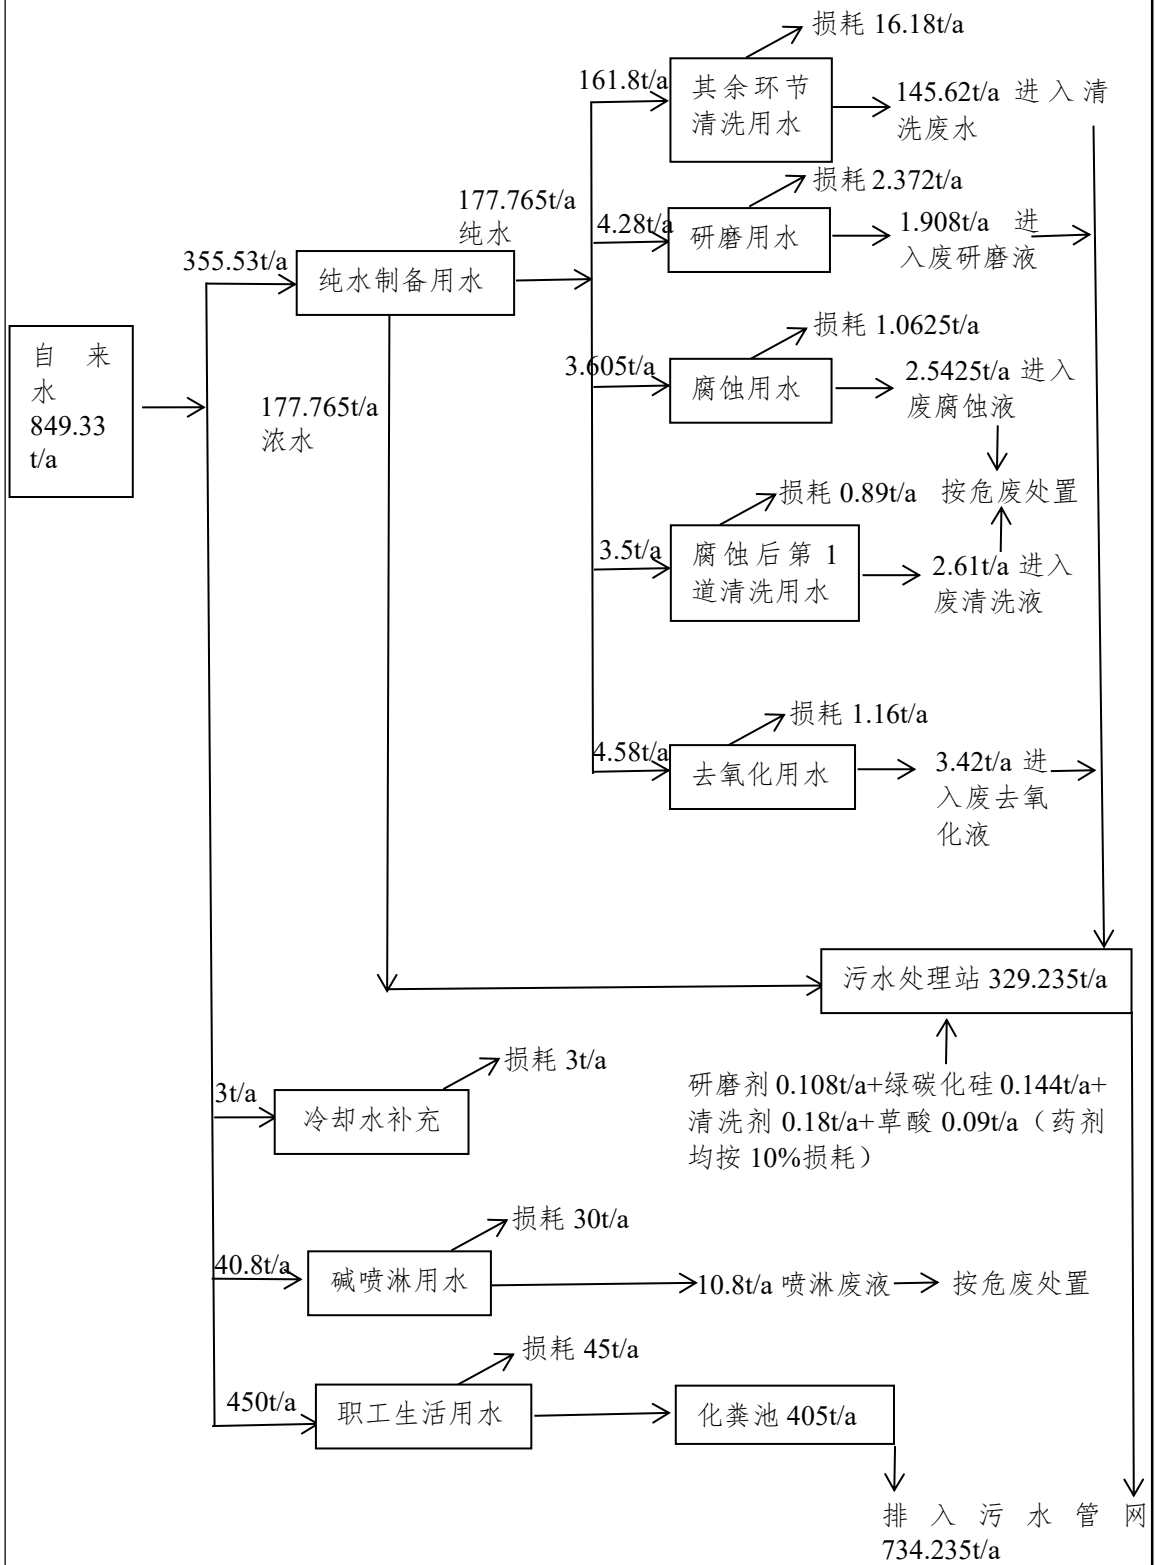 损耗 16.18t/a
161.8t/a
其余环节
清洗用水
145.62t/a 进入清
洗废水
损耗 2.372t/a
177.765t/a
纯水
4.28t/a
研磨用水
1.908t/a 进
入废研磨液
355.53t/a
纯水制备用水
损耗 1.0625t/a
自来
水
849.33
t/a
3.605t/a
腐蚀用水
2.5425t/a 进入
废腐蚀液
177.765t/a
浓水
损耗 0.89t/a
按危废处置
3.5t/a
腐蚀后第 1
道清洗用水
2.61t/a 进入
废清洗液
损耗 1.16t/a
4.58t/a
去氧化用水
3.42t/a 进
入废去氧
化液
污水处理站 329.235t/a
损耗 3t/a
3t/a
冷却水补充
研磨剂 0.108t/a+绿碳化硅 0.144t/a+
清洗剂 0.18t/a+草酸 0.09t/a（药剂
均按 10%损耗）
损耗 30t/a
40.8t/a
碱喷淋用水
10.8t/a 喷淋废液
按危废处置
损耗 45t/a
450t/a
职工生活用水
化粪池 405t/a
排入污水管网
734.235t/a